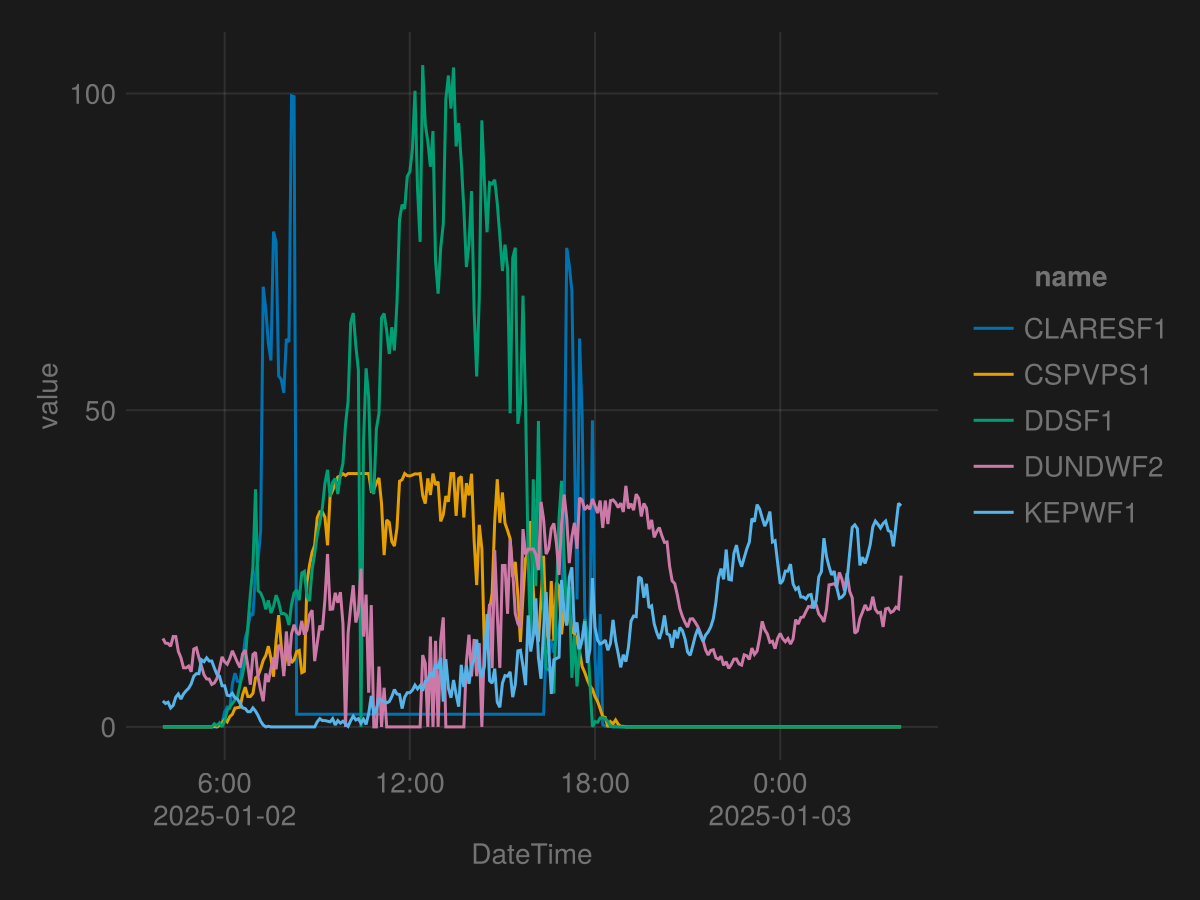 100
50
0
value
6:00
12:00
18:00
0:00
2025-01-02
2025-01-03
DateTime
name
CLARESF1
CSPVPS1
DDSF1
DUNDWF2
KEPWF1